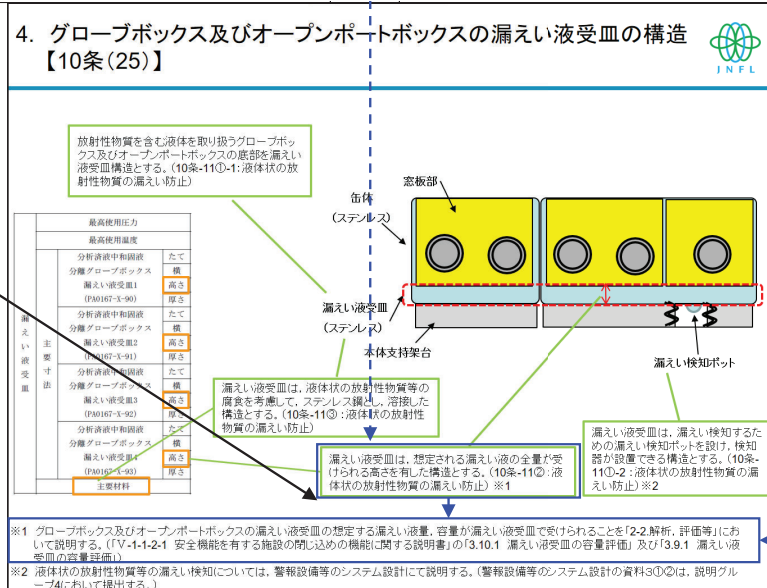 4. グローブボックス及びオープンポートボックスの漏えい液受皿の構造
【10条(25)】
JNFL
放射性物質を含む液体を取り扱うグローブボッ
クス及びオープンポートボックスの底部を漏えい
液受皿構造とする。(10条-11①-1:液体状の放
射性物質の漏えい防止)
窓板部
缶体
(ステンレス)
漏えい液受皿
(ステンレス)
本体支持架台
漏えい検知ポット
漏えい液受皿
主要寸法
最高使用圧力
最高使用温度
分析済液中和固液
分離グローブボックス
漏えい液受皿1
(PA0167-X-90)
たて
横
高さ
厚さ
分析済液中和固液
分離グローブボックス
漏えい液受皿2
(PA0167-X-91)
たて
横
高さ
厚さ
分析済液中和固液
分離グローブボックス
漏えい液受皿3
(PA0167-X-92)
たて
横
高さ
厚さ
分析済液中和固液
分離グローブボックス
漏えい液受皿4
(PA0167-X-93)
たて
横
高さ
厚さ
主要材料
漏えい液受皿は，液体状の放射性物質等の
腐食を考慮して，ステンレス鋼とし，溶接した
構造とする。(10条-11③:液体状の放射性
物質の漏えい防止)
漏えい液受皿は，想定される漏えい液の全量が受
けられる高さを有した構造とする。(10条-11②:液
体状の放射性物質の漏えい防止)※1
漏えい液受皿は，漏えい検知するた
めの漏えい検知ポットを設け，検知
器が設置できる構造とする。(10条-
11①-2:液体状の放射性物質の漏
えい防止)※2
※1 グローブボックス及びオープンポートボックスの漏えい液受皿の想定する漏えい液量，容量が漏えい液受皿で受けられることを「2-2.解析，評価等」にお
いて説明する。(「Ⅴ-1-1-2-1 安全機能を有する施設の閉じ込めの機能に関する説明書」の「3.10.1 漏えい液受皿の容量評価」及び「3.9.1 漏えい液
受皿の容量評価」)
※2 液体状の放射性物質等の漏えい検知については，警報設備等のシステム設計にて説明する。(警報設備等のシステム設計の資料3①②は，説明グル
ープ4において提出する。)